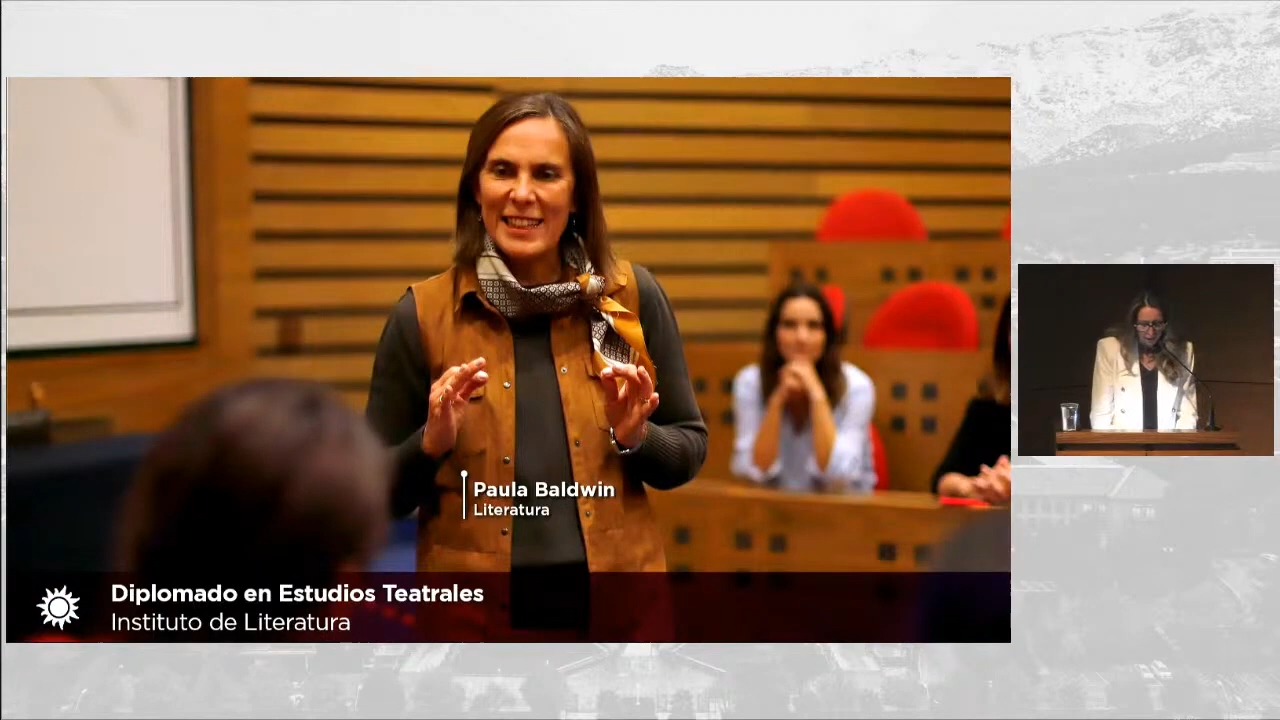 Paula Baldwin
Literatura
Diplomado en Estudios Teatrales
Instituto de Literatura